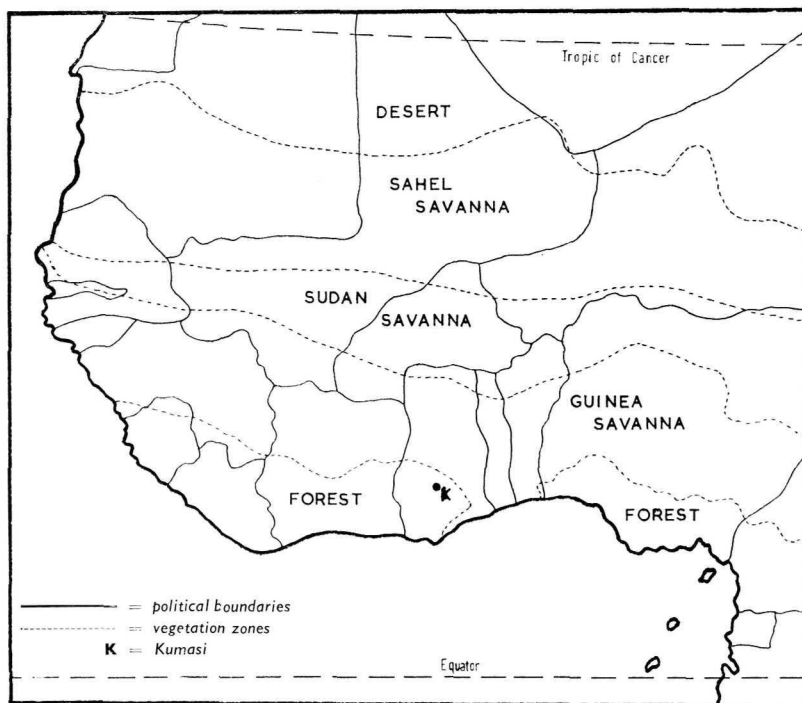 Tropic of Cancer
DESERT
SAHEL
SAVANNA
SUDAN
SAVANNA
GUINEA
SAVANNA
K
FOREST
FOREST
= political boundaries
= vegetation zones
K = Kumasi
Equator